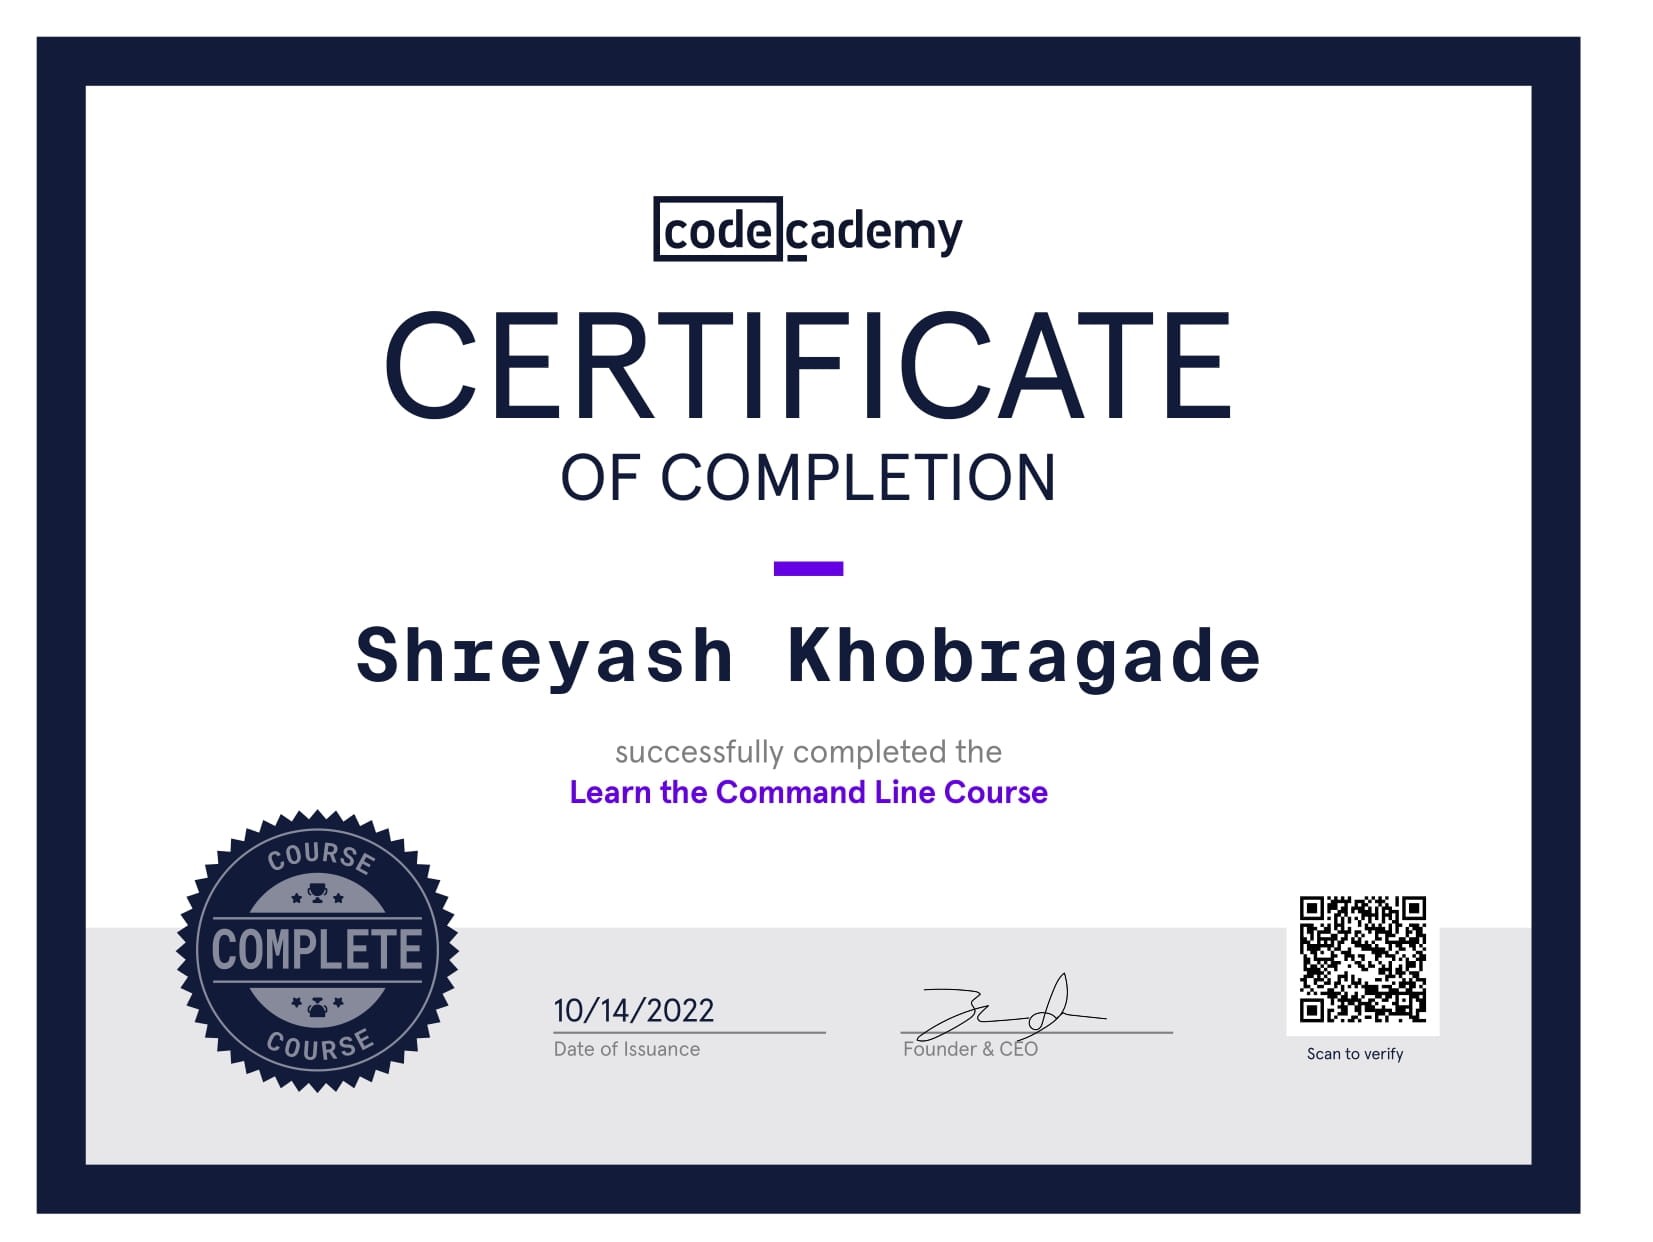 codecademy
CERTIFICATE
OF COMPLETION
Shreyash Khobragade
successfully completed the
Learn the Command Line Course
COURSE
COMPLETE
COURSE
10/14/2022
Date of Issuance
Founder & CEO
Scan to verify